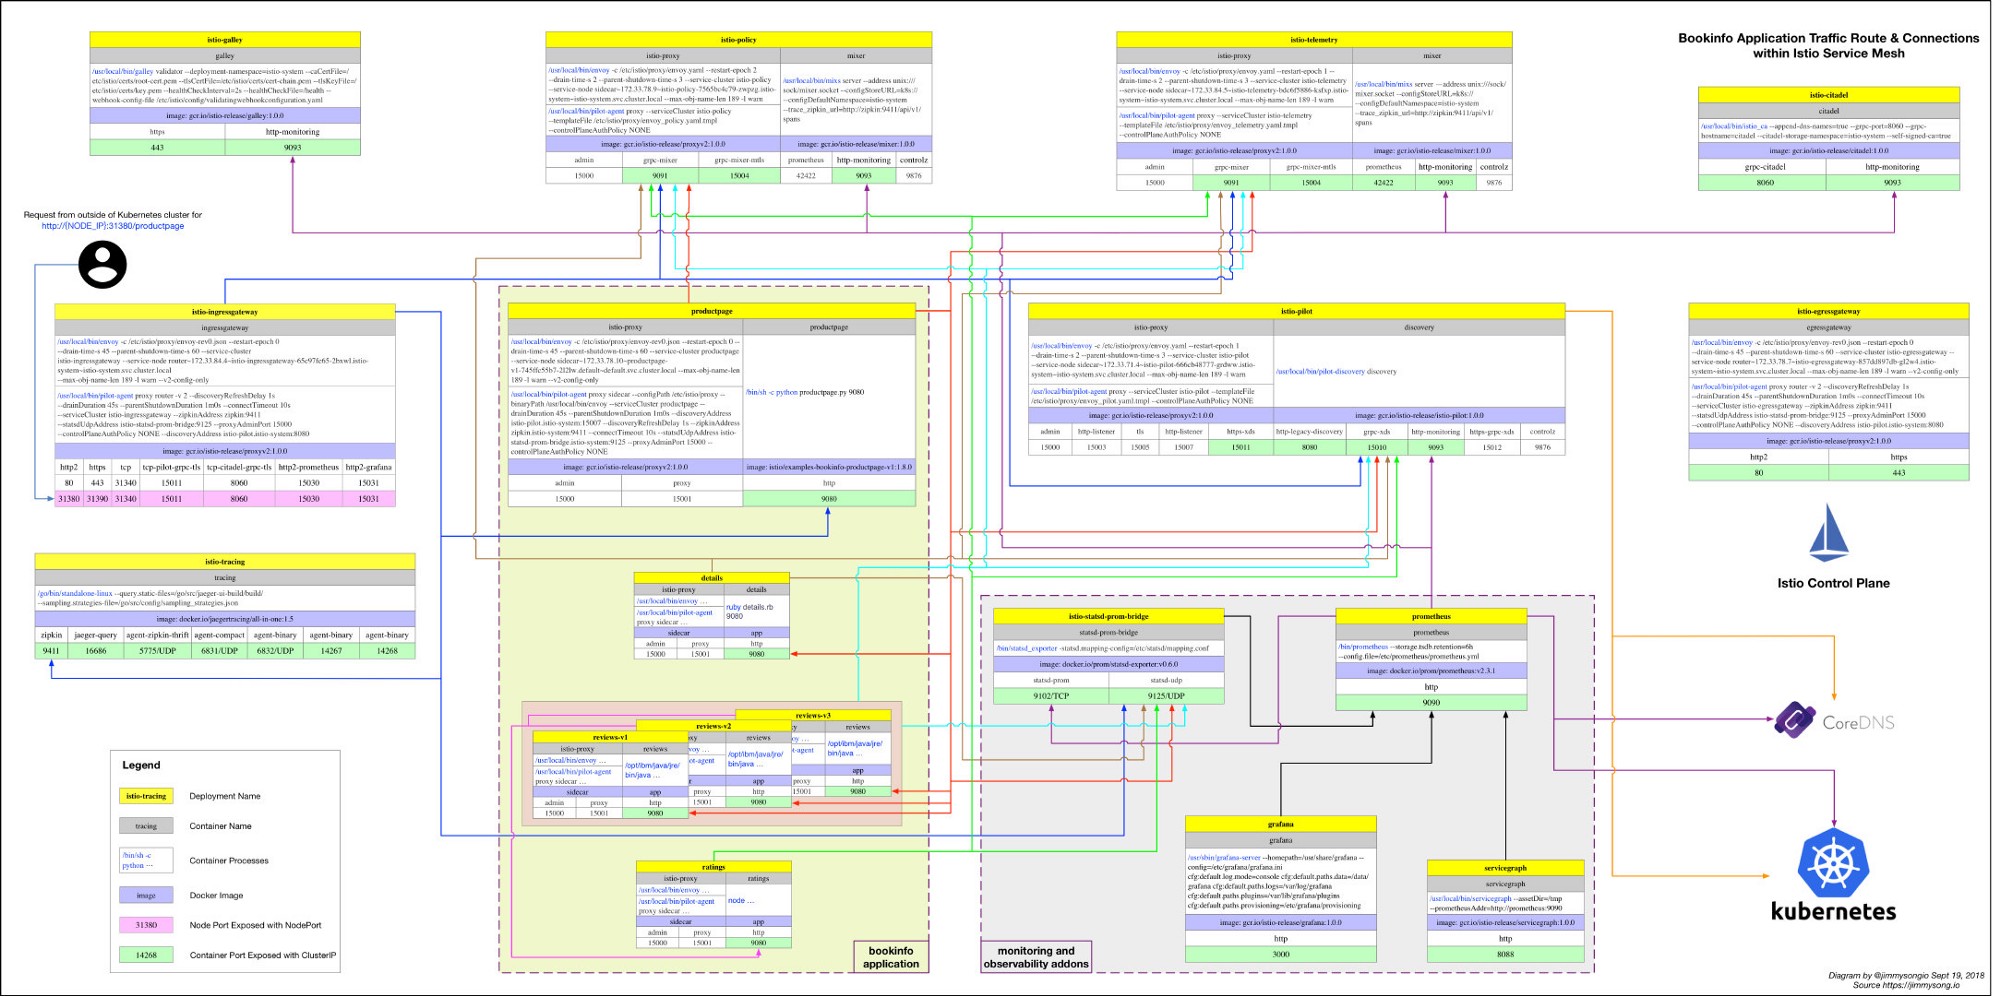 Bookinfo Application Traffic Route & Connections
within Istio Service Mesh
istio-galley
galley
/usr/local/bin/galley validator --deployment-namespace=istio-system --caCertFile=/
etc/istio/certs/root-cert.pem --tlsCertFile=/etc/istio/certs/cert-chain.pem --tlsKeyFile=/
etc/istio/certs/key.pem --healthCheckInterval=2s --healthCheckFile=/health --
webhook-config-file /etc/istio/config/validatingwebhookconfiguration.yaml
image: gcr.io/istio-release/galley:1.0.0
https http-monitoring
443 9093
istio-policy
istio-proxy mixer
/usr/local/bin/envoy -c /etc/istio/proxy/envoy.yaml --restart-epoch 2
--drain-time-s 2 --parent-shutdown-time-s 3 --service-cluster istio-policy
--service-node sidecar~172.33.78.9~istio-policy-7565bc4c79-zwpzg.istio-
system~istio-system.svc.cluster.local --max-obj-name-len 189 -l warn
/usr/local/bin/pilot-agent proxy --serviceCluster istio-policy
--templateFile /etc/istio/proxy/envoy_policy.yaml.tmpl
--controlPlaneAuthPolicy NONE
/usr/local/bin/mixs server --address unix:///
sock/mixer.socket --configStoreURL=k8s://
--configDefaultNamespace=istio-system
--trace_zipkin_url=http://zipkin:9411/api/v1/
spans
image: gcr.io/istio-release/proxyv2:1.0.0 image: gcr.io/istio-release/mixer:1.0.0
admin grpc-mixer grpc-mixer-mtls prometheus http-monitoring controlz
15000 9091 15004 42422 9093 9876
istio-telemetry
istio-proxy mixer
/usr/local/bin/envoy -c /etc/istio/proxy/envoy.yaml --restart-epoch 1 --
drain-time-s 2 --parent-shutdown-time-s 3 --service-cluster istio-telemetry
--service-node sidecar~172.33.84.5~istio-telemetry-bdc6f5886-ksfxp.istio-
system~istio-system.svc.cluster.local --max-obj-name-len 189 -l warn
/usr/local/bin/pilot-agent proxy --serviceCluster istio-telemetry
--templateFile /etc/istio/proxy/envoy_telemetry.yaml.tmpl
--controlPlaneAuthPolicy NONE
/usr/local/bin/mixs server --address unix:///sock/
mixer.socket --configStoreURL=k8s://
--configDefaultNamespace=istio-system
--trace_zipkin_url=http://zipkin:9411/api/v1/
spans
image: gcr.io/istio-release/proxyv2:1.0.0 image: gcr.io/istio-release/mixer:1.0.0
admin grpc-mixer grpc-mixer-mtls prometheus http-monitoring controlz
15000 9091 15004 42422 9093 9876
istio-citadel
citadel
/usr/local/bin/istio_ca --append-dns-names=true --grpc-port=8060 --grpc-
hostname=citadel --citadel-storage-namespace=istio-system --self-signed-ca=true
image: gcr.io/istio-release/citadel:1.0.0
grpc-citadel http-monitoring
8060 9093
Request from outside of Kubernetes cluster for
http://{NODE_IP}:31380/productpage
istio-ingressgateway
ingressgateway
/usr/local/bin/envoy -c /etc/istio/proxy/envoy-rev0.json --restart-epoch 0
--drain-time-s 45 --parent-shutdown-time-s 60 --service-cluster
istio-ingressgateway --service-node router~172.33.84.4~istio-ingressgateway-65c97fc65-2bxwl.istio-
system~istio-system.svc.cluster.local
--max-obj-name-len 189 -l warn --v2-config-only
/usr/local/bin/pilot-agent proxy router -v 2 --discoveryRefreshDelay 1s
--drainDuration 45s --parentShutdownDuration 1m0s --connectTimeout 10s
--serviceCluster istio-ingressgateway --zipkinAddress zipkin:9411
--statsdUdpAddress istio-statsd-prom-bridge:9125 --proxyAdminPort 15000
--controlPlaneAuthPolicy NONE --discoveryAddress istio-pilot.istio-system:8080
image: gcr.io/istio-release/proxyv2:1.0.0
http2 https tcp tcp-pilot-grpc-tls tcp-citadel-grpc-tls http2-prometheus http2-grafana
80 443 31340 15011 8060 15030 15031
31380 31390 31340 15011 8060 15030 15031
productpage
istio-proxy productpage
/usr/local/bin/envoy -c /etc/istio/proxy/envoy-rev0.json --restart-epoch 0 --
drain-time-s 45 --parent-shutdown-time-s 60 --service-cluster productpage
--service-node sidecar~172.33.78.10~productpage-
v1-745ffc55b7-2l2lw.default~default.svc.cluster.local --max-obj-name-len
189 -l warn --v2-config-only
/usr/local/bin/pilot-agent proxy sidecar --configPath /etc/istio/proxy --
binaryPath /usr/local/bin/envoy --serviceCluster productpage --
drainDuration 45s --parentShutdownDuration 1m0s --discoveryAddress
istio-pilot.istio-system:15007 --discoveryRefreshDelay 1s --zipkinAddress
zipkin.istio-system:9411 --connectTimeout 10s --statsdUdpAddress istio-
statsd-prom-bridge.istio-system:9125 --proxyAdminPort 15000 --
controlPlaneAuthPolicy NONE
/bin/sh -c python productpage.py 9080
image: gcr.io/istio-release/proxyv2:1.0.0 image: istio/examples-bookinfo-productpage-v1:1.8.0
admin proxy http
15000 15001 9080
istio-pilot
istio-proxy discovery
/usr/local/bin/envoy -c /etc/istio/proxy/envoy.yaml --restart-epoch 1
--drain-time-s 2 --parent-shutdown-time-s 3 --service-cluster istio-pilot
--service-node sidecar~172.33.71.4~istio-pilot-666cb48777-grdww.istio-
system~istio-system.svc.cluster.local --max-obj-name-len 189 -l warn
/usr/local/bin/pilot-agent proxy --serviceCluster istio-pilot --templateFile
/etc/istio/proxy/envoy_pilot.yaml.tmpl --controlPlaneAuthPolicy NONE
/usr/local/bin/pilot-discovery discovery
image: gcr.io/istio-release/proxyv2:1.0.0 image: gcr.io/istio-release/istio-pilot:1.0.0
admin http-listener tls http-listener https-xds http-legacy-discovery grpc-xds http-monitoring https-grpc-xds controlz
15000 15003 15005 15007 15011 8080 15010 9093 15012 9876
istio-egressgateway
egressgateway
/usr/local/bin/envoy -c /etc/istio/proxy/envoy-rev0.json --restart-epoch 0
--drain-time-s 45 --parent-shutdown-time-s 60 --service-cluster istio-egressgateway --
service-node router~172.33.78.7~istio-egressgateway-857dd897db-gl2w4.istio-
system~istio-system.svc.cluster.local --max-obj-name-len 189 -l warn --v2-config-only
/usr/local/bin/pilot-agent proxy router -v 2 --discoveryRefreshDelay 1s
--drainDuration 45s --parentShutdownDuration 1m0s --connectTimeout 10s
--serviceCluster istio-egressgateway --zipkinAddress zipkin:9411
--statsdUdpAddress istio-statsd-prom-bridge:9125 --proxyAdminPort 15000
--controlPlaneAuthPolicy NONE --discoveryAddress istio-pilot.istio-system:8080
image: gcr.io/istio-release/proxyv2:1.0.0
http2 https
80 443
Istio Control Plane
istio-tracing
tracing
/go/bin/standalone-linux --query.static-files=/go/src/jaeger-ui-build/build/
--sampling.strategies-file=/go/src/config/sampling_strategies.json
image: docker.io/jaegertracing/all-in-one:1.5
zipkin jaeger-query agent-zipkin-thrift agent-compact agent-binary agent-binary agent-binary
9411 16686 5775/UDP 6831/UDP 6832/UDP 14267 14268
details
istio-proxy details
/usr/local/bin/envoy …
/usr/local/bin/pilot-agent
proxy sidecar …
ruby details.rb
9080
sidecar app
admin proxy http
15000 15001 9080
reviews-v3
reviews
/opt/ibm/java/jre/
bin/java …
app
proxy http
15001 9080
reviews-v2
reviews
/opt/ibm/java/jre/
bin/java …
app
proxy http
15001 9080
reviews-v1
istio-proxy reviews
/usr/local/bin/envoy …
/usr/local/bin/pilot-agent
proxy sidecar …
/opt/ibm/java/jre/
bin/java …
sidecar app
admin proxy http
15000 15001 9080
ratings
istio-proxy ratings
/usr/local/bin/envoy …
/usr/local/bin/pilot-agent
proxy sidecar …
node …
sidecar app
admin proxy http
15000 15001 9080
bookinfo
application
istio-statsd-prom-bridge
statsd-prom-bridge
/bin/statsd_exporter -statsd.mapping-config=/etc/statsd/mapping.conf
image: docker.io/prom/statsd-exporter:v0.6.0
statsd-prom statsd-udp
9102/TCP 9125/UDP
prometheus
prometheus
/bin/prometheus --storage.tsdb.retention=6h
--config.file=/etc/prometheus/prometheus.yml
image: docker.io/prom/prometheus:v2.3.1
http
9090
grafana
grafana
/usr/sbin/grafana-server --homepath=/usr/share/grafana --
config=/etc/grafana/grafana.ini
cfg:default.log.mode=console cfg:default.paths.data=/data/
grafana cfg:default.paths.logs=/var/log/grafana
cfg:default.paths.plugins=/var/lib/grafana/plugins
cfg:default.paths.provisioning=/etc/grafana/provisioning
image: gcr.io/istio-release/grafana:1.0.0
http
3000
servicegraph
servicegraph
/usr/local/bin/servicegraph --assetDir=/tmp
--prometheusAddr=http://prometheus:9090
image: gcr.io/istio-release/servicegraph:1.0.0
http
8088
monitoring and
observability addons
CoreDNS
kubernetes
Legend
istio-tracing Deployment Name
tracing Container Name
/bin/sh -c
python ···
Container Processes
image Docker Image
31380 Node Port Exposed with NodePort
14268 Container Port Exposed with ClusterIP
Diagram by @jimmysongio Sept 19, 2018
Source https://jimmysong.io